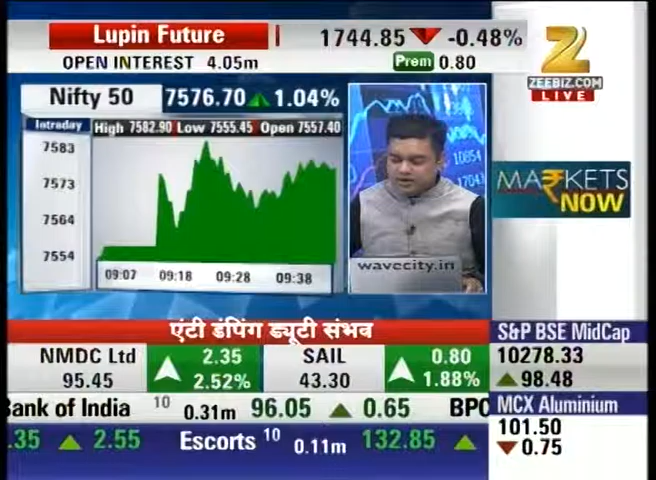 Lupin Future
1744.85 -0.48%
OPEN INTEREST 4.05m
Prem 0.80
ZEEBIZ.COM
LIVE
Nifty 50
7576.70 1.04%
Intraday
High 7582.90 Low 7555.45 Open 7557.40
7583
7573
7564
7554
09:07 09:18 09:28 09:38
10854
1704
wavecity.in
MARKETS
NOW
एंटी डंपिंग ड्यूटी संभव
NMDC Ltd
95.45
2.35
2.52%
SAIL
43.30
0.80
1.88%
S&P BSE MidCap
10278.33
98.48
MCX Aluminium
101.50
0.75
Bank of India 10 0.31m 96.05 0.65 BPC
.35 2.55 Escorts 10 0.11m 132.85